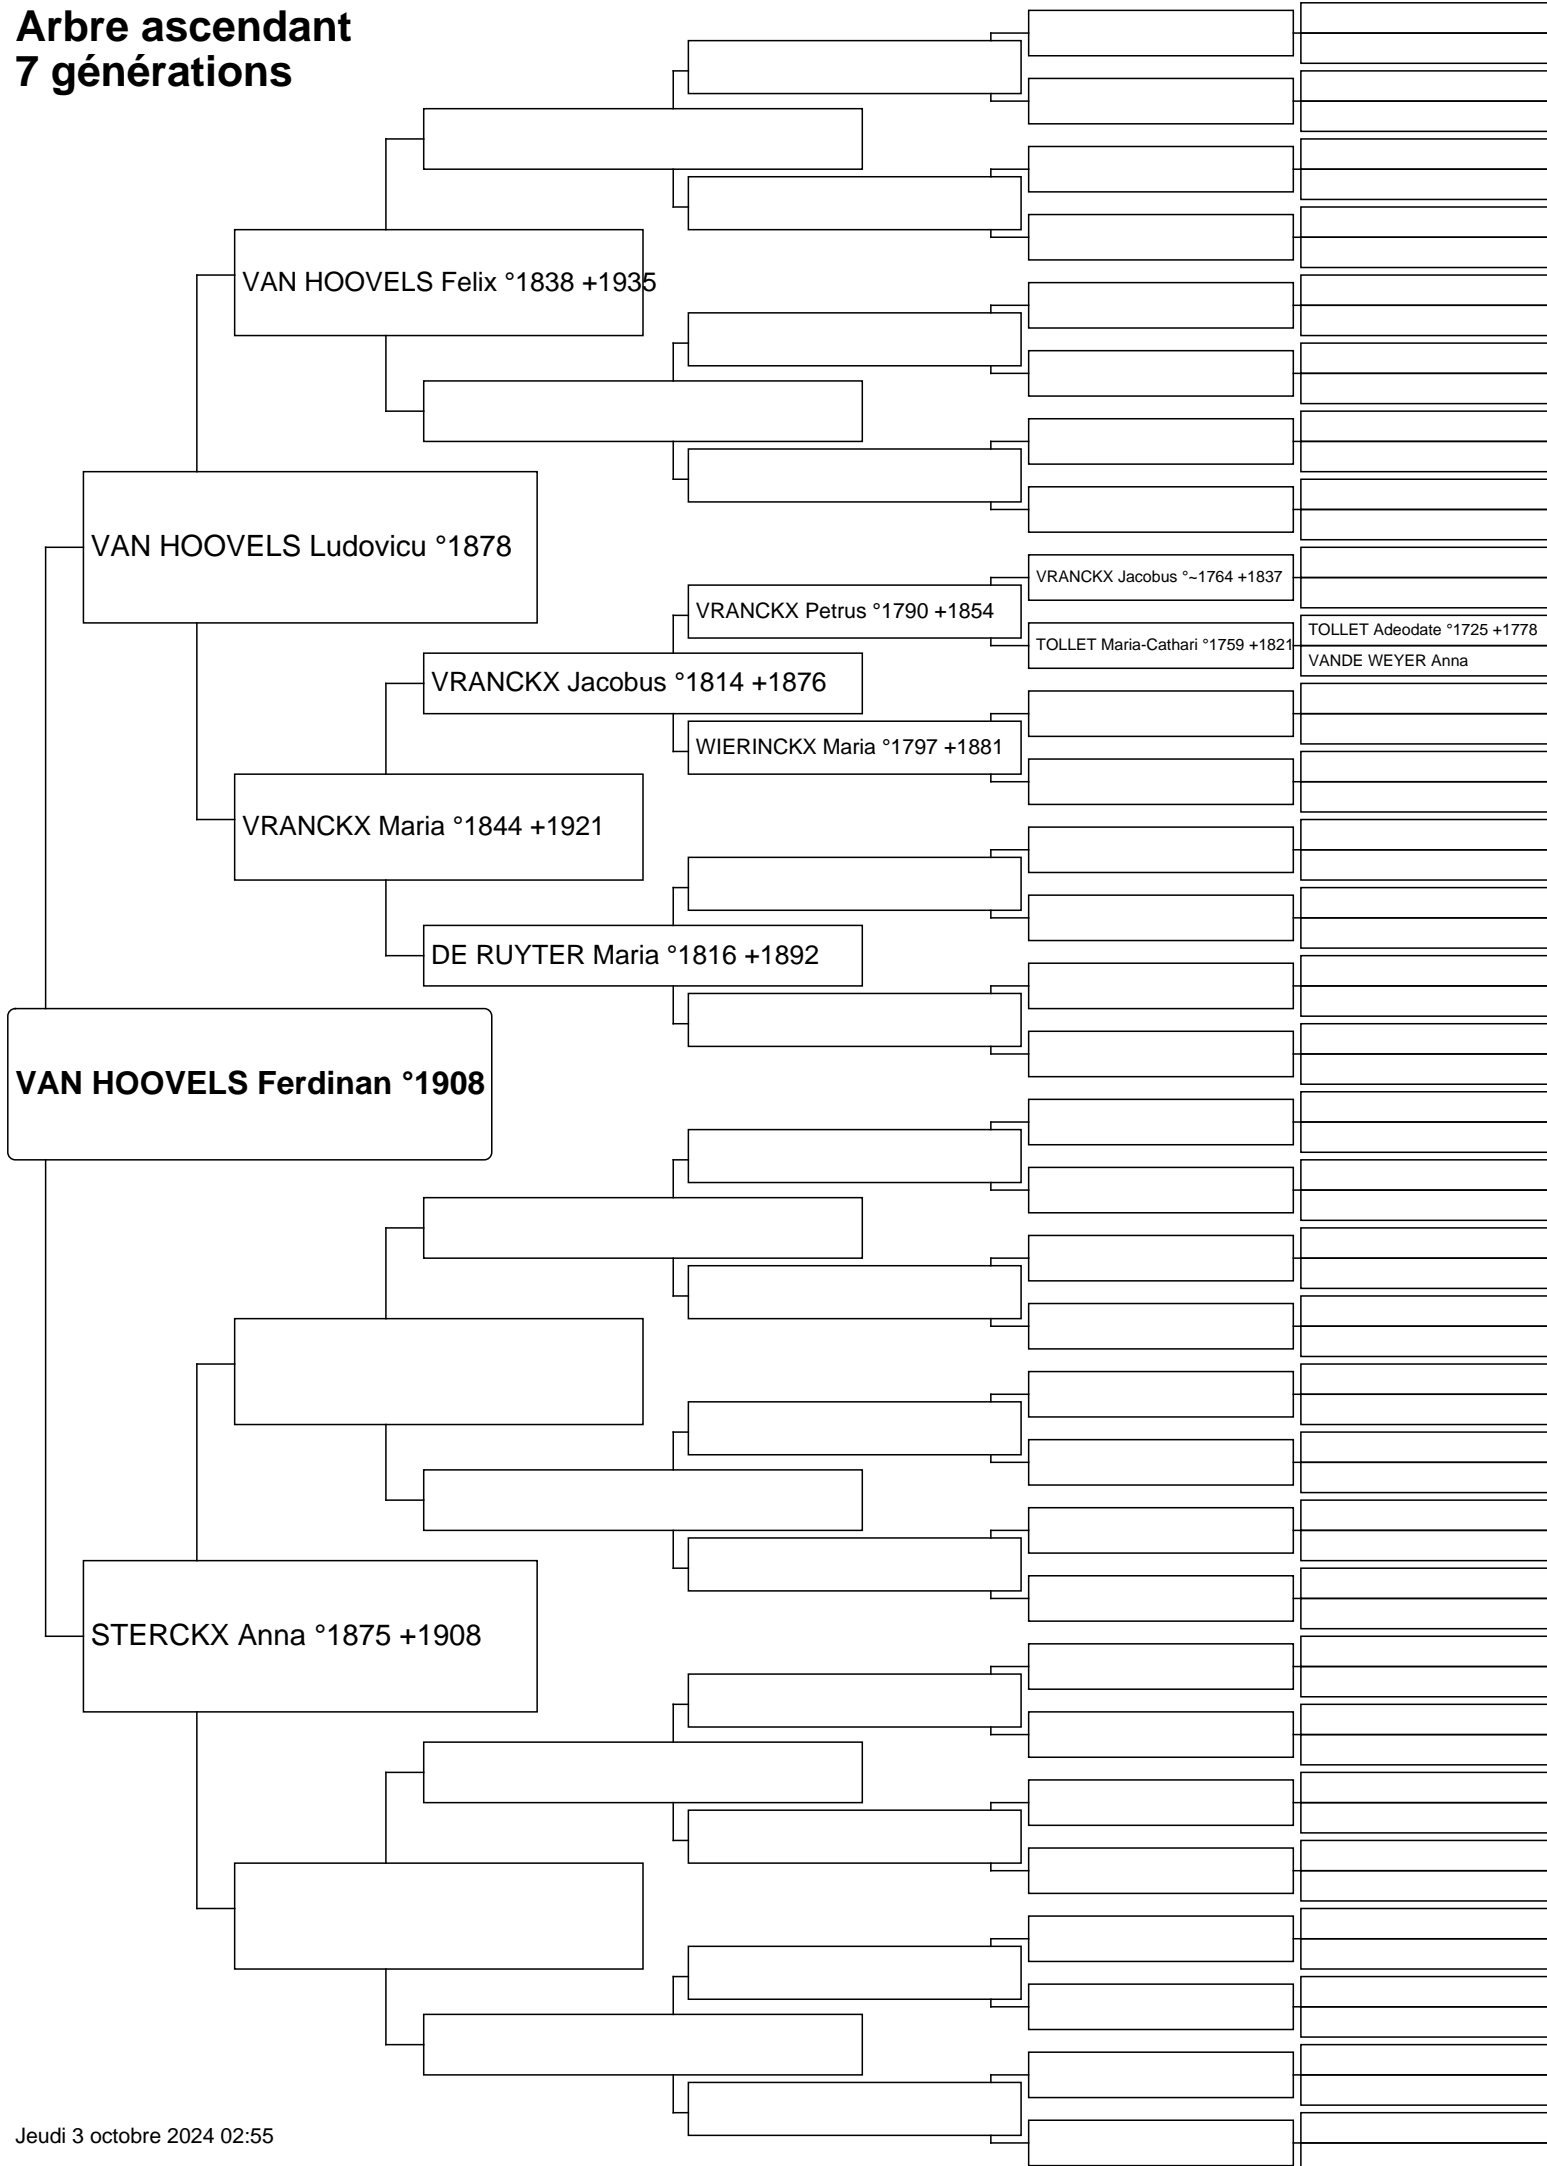 Arbre ascendant
7 générations
VAN HOOVELS Felix °1838 +1935
VAN HOOVELS Ludovicu °1878
VRANCKX Jacobus °~1764 +1837
VRANCKX Petrus °1790 +1854
TOLLET Adeodate °1725 +1778
TOLLET Maria-Cathari °1759 +1821
VANDE WEYER Anna
VRANCKX Jacobus °1814 +1876
WIERINCKX Maria °1797 +1881
VRANCKX Maria °1844 +1921
DE RUYTER Maria °1816 +1892
VAN HOOVELS Ferdinan °1908
STERCKX Anna °1875 +1908
Jeudi 3 octobre 2024 02:55